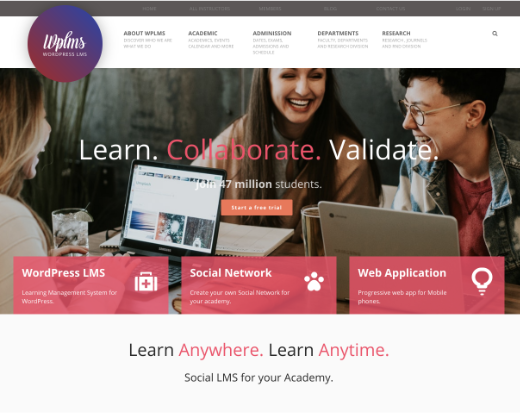 HOME ALL INSTRUCTORS MEMBERS BLOG CONTACT US LOGIN SIGN UP
Wplms
WORDPRESS LMS
ABOUT WPLMS
DISCOVER WHO WE ARE
WHAT WE DO
ACADEMIC
ACADEMICS, EVENTS
CALENDAR AND MORE
ADMINISSION
DATES, EXAMS,
ADMISSIONS AND
SCHEDULE
DEPARTMENTS
FACULTY, DEPARTMENTS
AND RESEARCH DIVISION
RESEARCH
RESEARCH, JOURNALS
AND PHD DIVISION
Learn. Collaborate. Validate.
Join 47 million students.
Start a free trial
WordPress LMS
Learning Management System for
WordPress.
Social Network
Create your own Social Network for
your academy.
Web Application
Progressive web app for Mobile
phones.
Learn Anywhere. Learn Anytime.
Social LMS for your Academy.